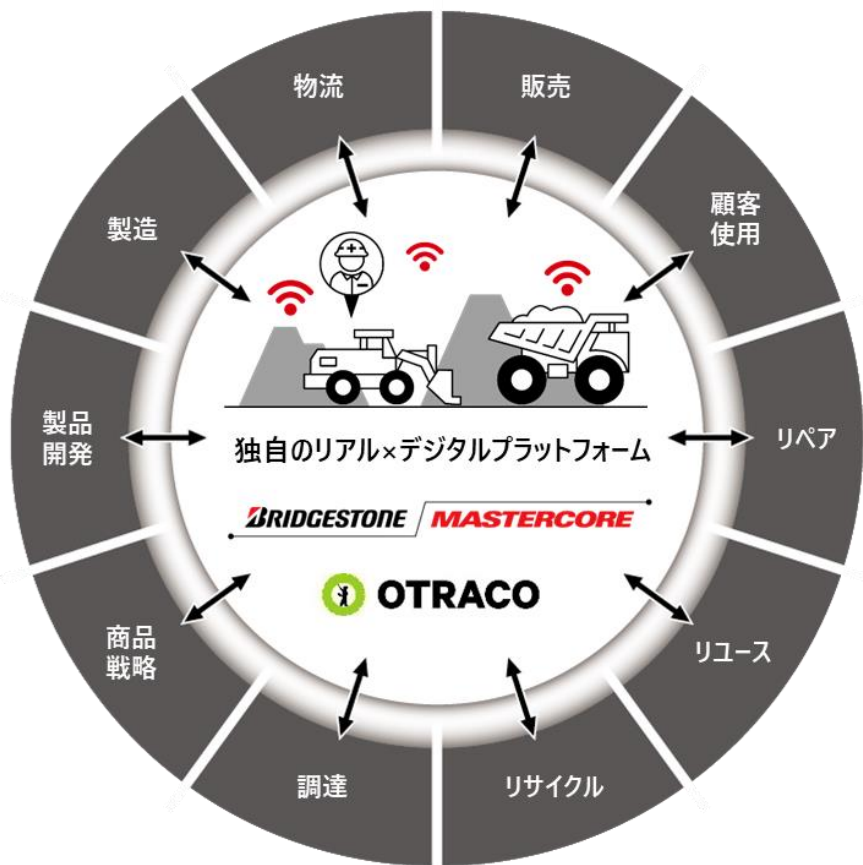 物流
販売
製造
顧客
使用
製品
開発
リペア
独自のリアル×デジタルプラットフォーム
BRIDGESTONE MASTERCORE
OTRACO
商品
戦略
リユース
調達
リサイクル